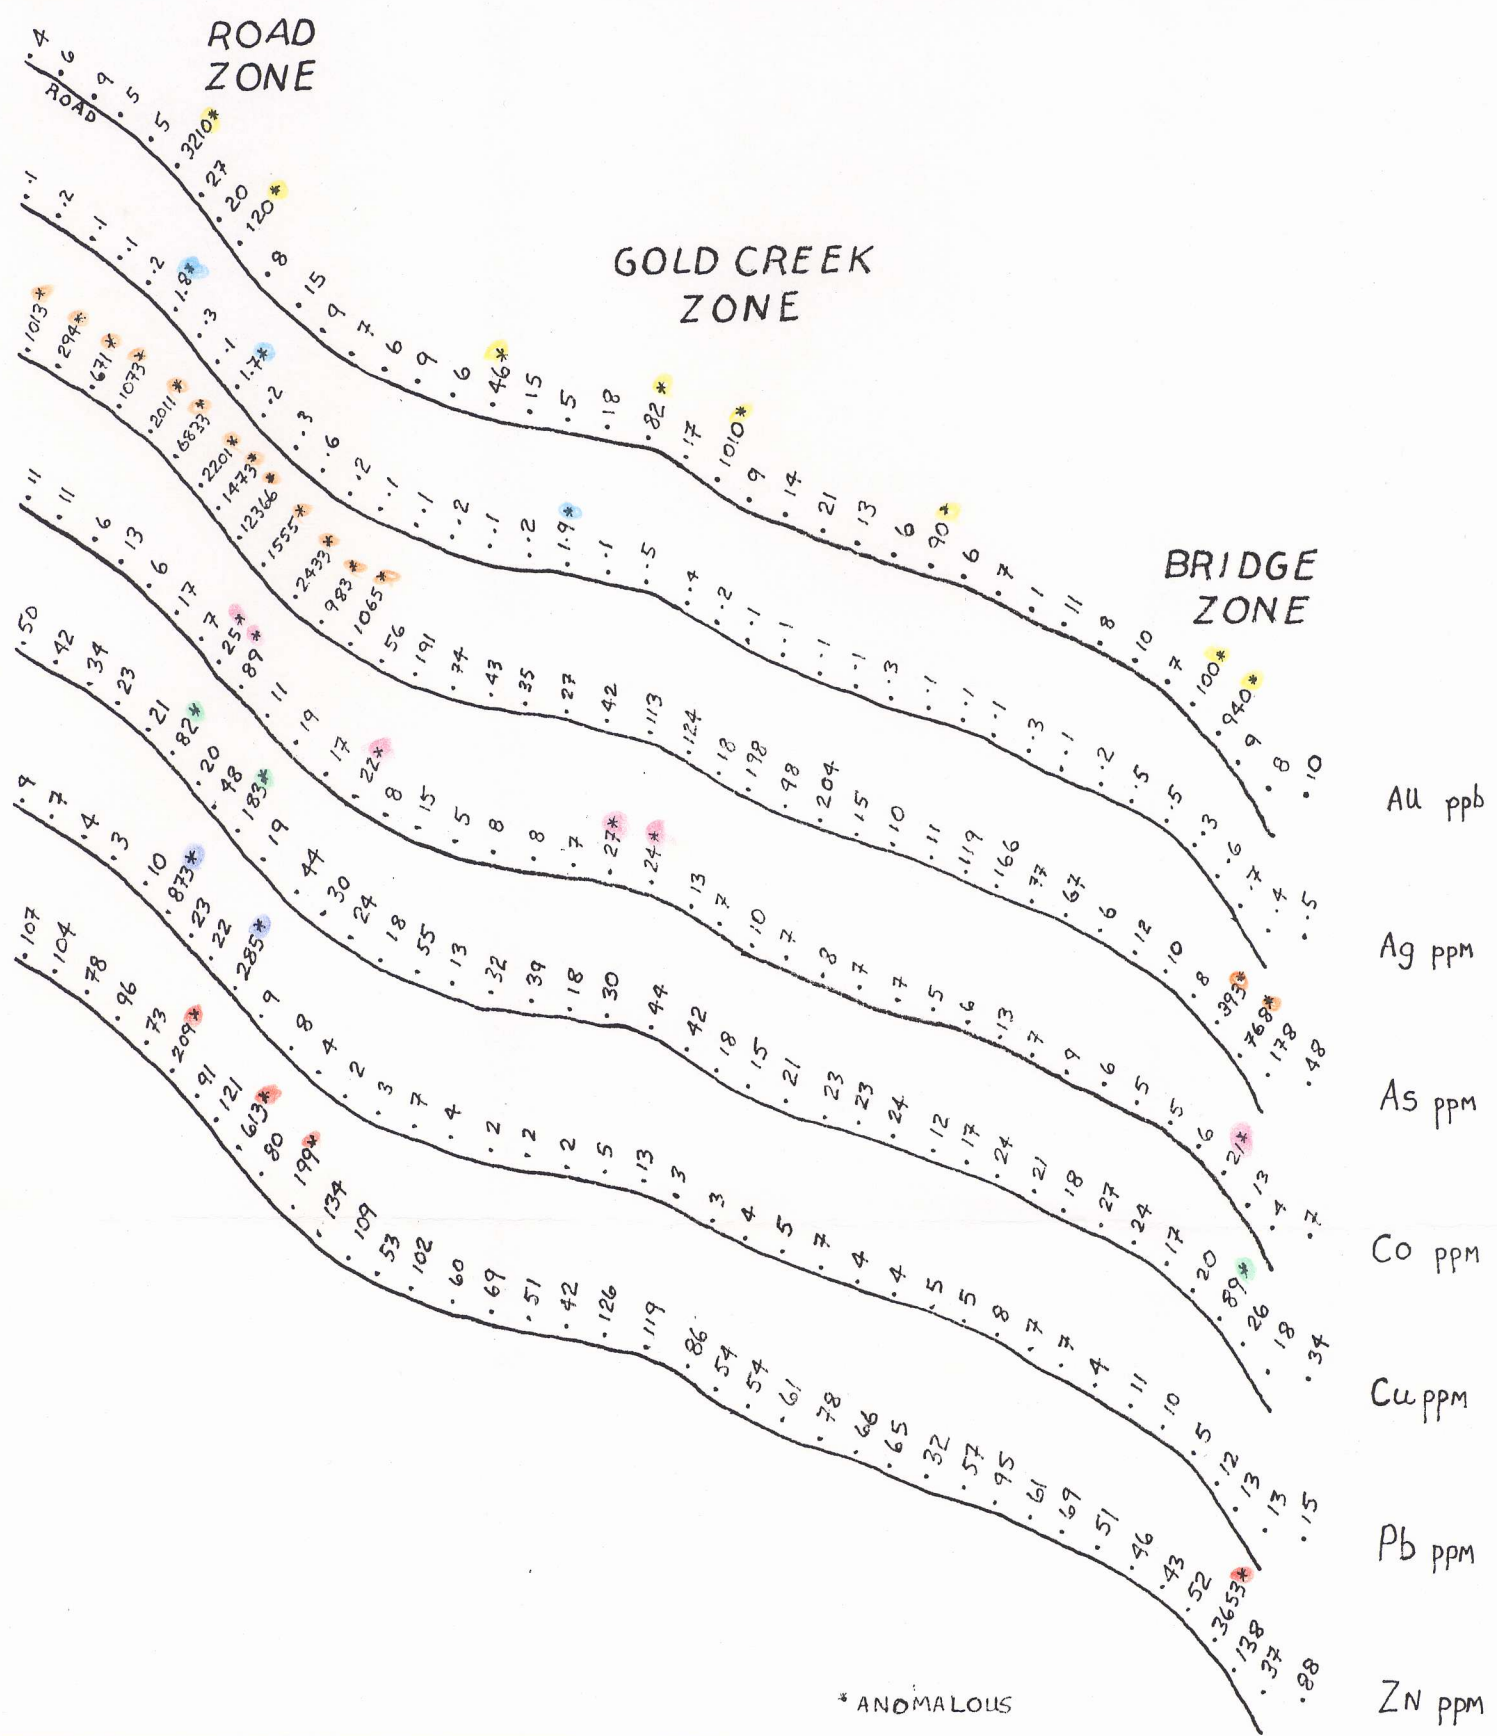 ROAD
ZONE
GOLD CREEK
ZONE
BRIDGE
ZONE
ROAD
.4 .6 .9 .5 .5 .3210* .27 .20 .120* .8 .15 .9 .7 .6 .9 .6 .46* .15 .5 .18 .82* .17 .1010* .9 .14 .21 .13 .6 .90* .6 .7 .1 .11 .8 .10 .7 .100* .940* .9 .8 .10
Au ppb
.1 .2 .1 .1 .2 1.8* .3 .1 1.7* .2 .3 .6 .2 .1 .1 .2 .1 .2 1.9* .1 .5 .4 .2 .1 .1 .1 .1 .3 .1 .1 .1 .3 .1 .2 .5 .5 .3 .6 .7 .4 .5
Ag ppm
.1013* .294* .671* .1073* .2011* .6833* .2201* .1473* .12366* .1555* .2433* .983* .1065* .56 .191 .74 .43 .35 .27 .42 .113 .124 .18 .198 .98 .204 .15 .10 .11 .119 .166 .77 .67 .6 .12 .10 .8 .393* .768* .178 .48
As ppm
.11 .11 .6 .13 .6 .17 .7 .25* .89* .11 .19 .17 .22* .8 .15 .5 .8 .8 .7 .27* .24* .13 .7 .10 .7 .8 .7 .7 .5 .6 .13 .7 .9 .6 .5 .5 .6 .21* .13 .4 .7
Co ppm
.50 .42 .34 .23 .21 .82* .20 .48 .183* .19 .44 .30 .24 .18 .55 .13 .32 .39 .18 .30 .44 .42 .18 .15 .21 .23 .23 .24 .12 .17 .24 .21 .18 .27 .24 .17 .20 .89* .26 .18 .34
Cu ppm
.9 .7 .4 .3 .10 .873* .23 .22 .285* .9 .8 .4 .2 .3 .7 .4 .2 .2 .2 .5 .13 .3 .3 .4 .5 .7 .4 .4 .5 .5 .8 .7 .7 .4 .11 .10 .5 .12 .13 .13 .15
Pb ppm
.107 .104 .78 .96 .73 .209* .91 .121 .613* .80 .199* .134 .109 .53 .102 .60 .69 .51 .42 .126 .119 .86 .54 .54 .61 .78 .66 .65 .32 .57 .95 .61 .69 .51 .46 .43 .52 .3653* .138 .37 .88
ZN ppm
* ANOMALOUS